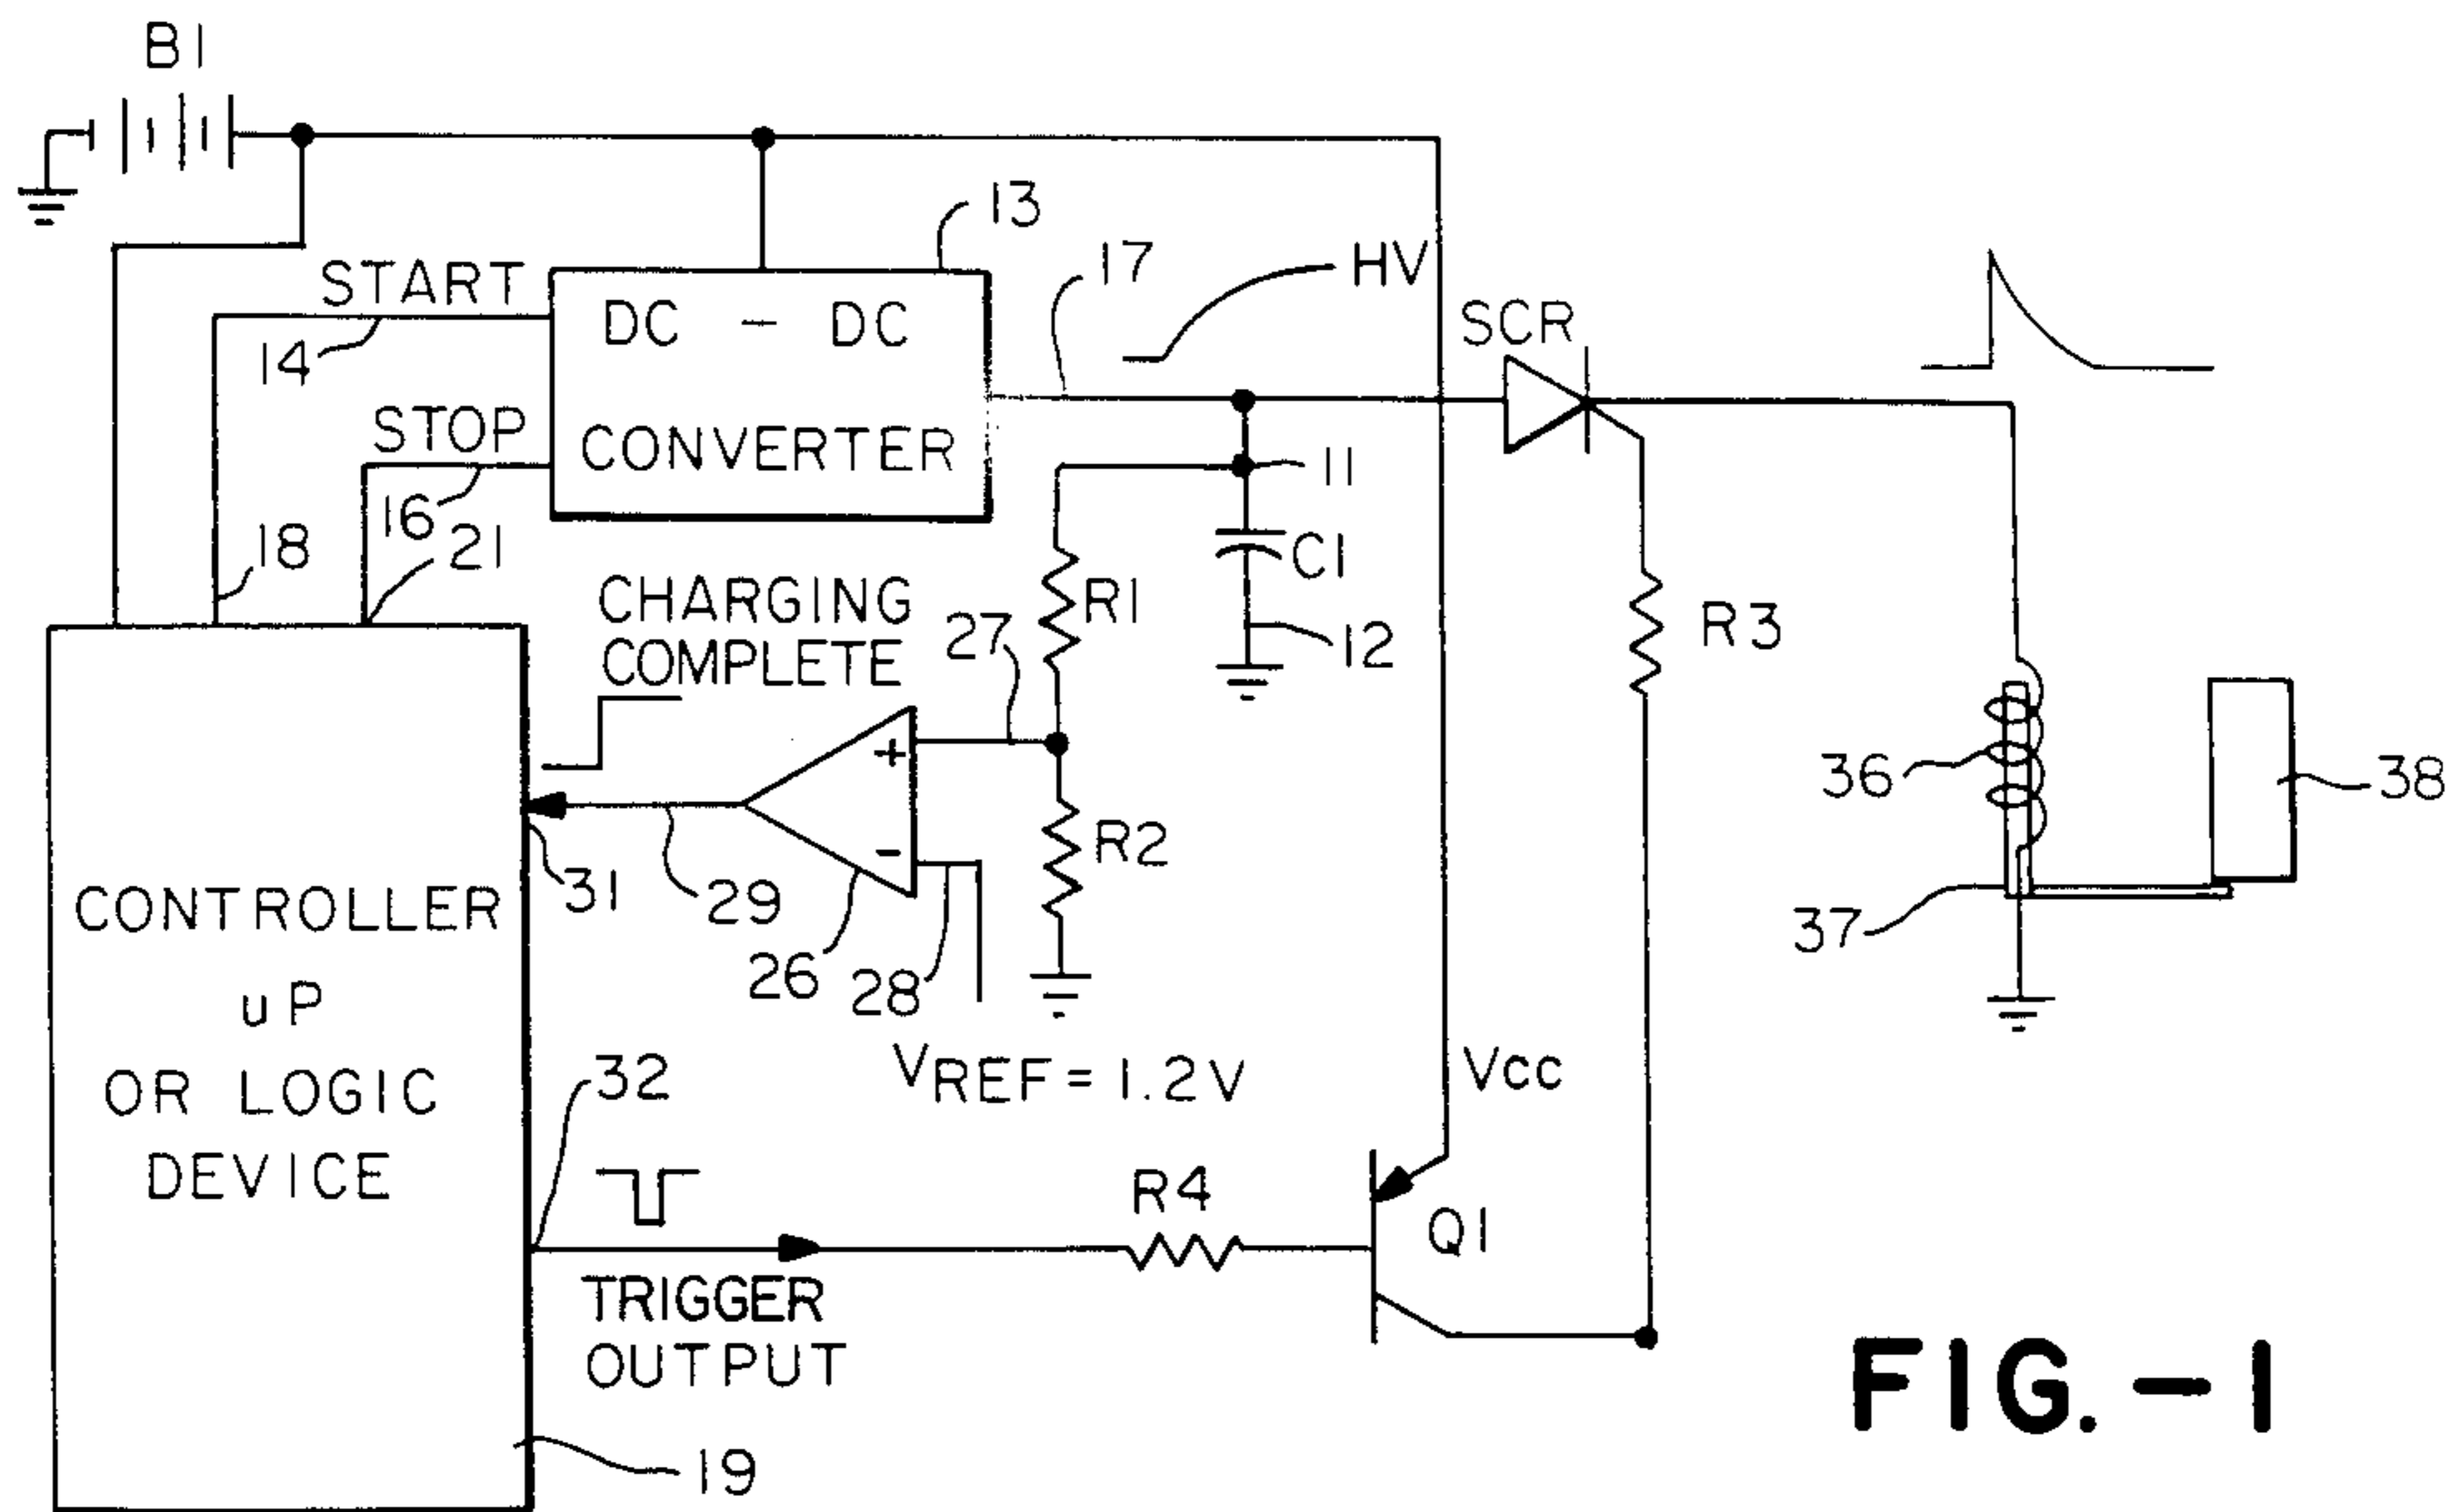 B1
13
START
DC - DC
CONVERTER
17
HV
SCR
14
STOP
16
11
18
21
C1
CHARGING
COMPLETE
R1
27
12
R3
+
-
36
38
R2
31
29
26
28
37
CONTROLLER
uP
OR LOGIC
DEVICE
VREF = 1.2V
Vcc
32
R4
Q1
TRIGGER
OUTPUT
19
FIG.-1